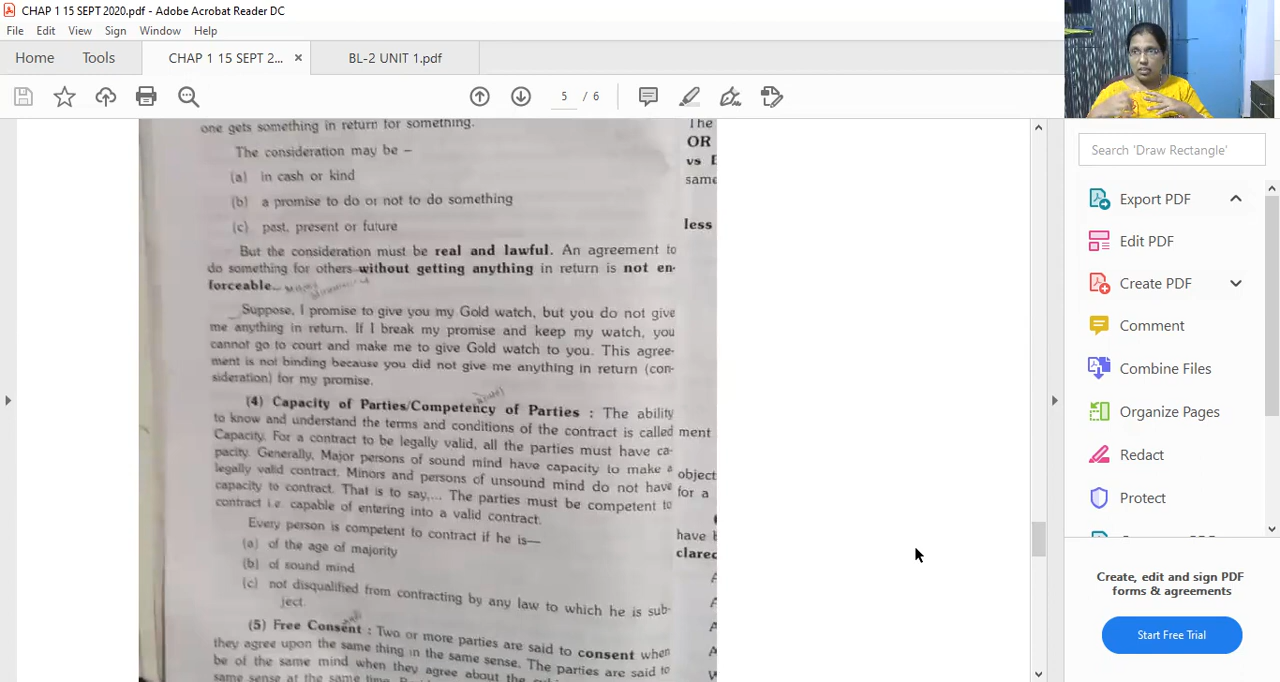 CHAP 1 15 SEPT 2020.pdf - Adobe Acrobat Reader DC
File Edit View Sign Window Help
Home Tools CHAP 1 15 SEPT 2... × BL-2 UNIT 1.pdf
5 / 6
one gets something in return for something.
The consideration may be –
(a) in cash or kind
(b) a promise to do or not to do something
(c) past, present or future
But the consideration must be real and lawful. An agreement to
do something for others without getting anything in return is not en-
forceable.
Suppose, I promise to give you my Gold watch, but you do not give
me anything in return. If I break my promise and keep my watch, you
cannot go to court and make me to give Gold watch to you. This agree-
ment is not binding because you did not give me anything in return (con-
sideration) for my promise.
(4) Capacity of Parties/Competency of Parties : The ability
to know and understand the terms and conditions of the contract is called
Capacity. For a contract to be legally valid, all the parties must have ca-
pacity. Generally, Major persons of sound mind have capacity to make a
legally valid contract. Minors and persons of unsound mind do not have
capacity to contract. That is to say,... The parties must be competent to
contract i.e. capable of entering into a valid contract.
Every person is competent to contract if he is—
(a) of the age of majority
(b) of sound mind
(c) not disqualified from contracting by any law to which he is sub-
ject.
(5) Free Consent : Two or more parties are said to consent when
they agree upon the same thing in the same sense. The parties are said to
be of the same mind when they agree about the
same sense at the same time.
The
OR
vs
same
less
ment
object
for a
have
Search 'Draw Rectangle'
Export PDF
Edit PDF
Create PDF
Comment
Combine Files
Organize Pages
Redact
Protect
Create, edit and sign PDF
forms & agreements
Start Free Trial